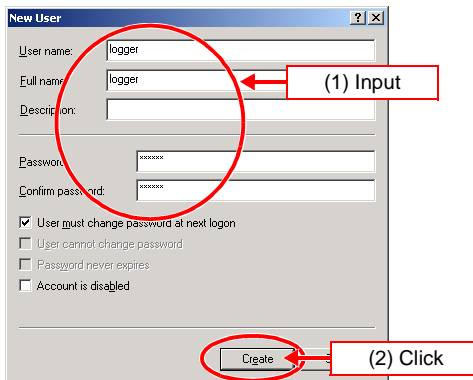 New User
User name: logger
Full name: logger
(1) Input
Description:
Password: ××××××
Confirm password: ××××××
User must change password at next logon
User cannot change password
Password never expires
Account is disabled
Create
(2) Click